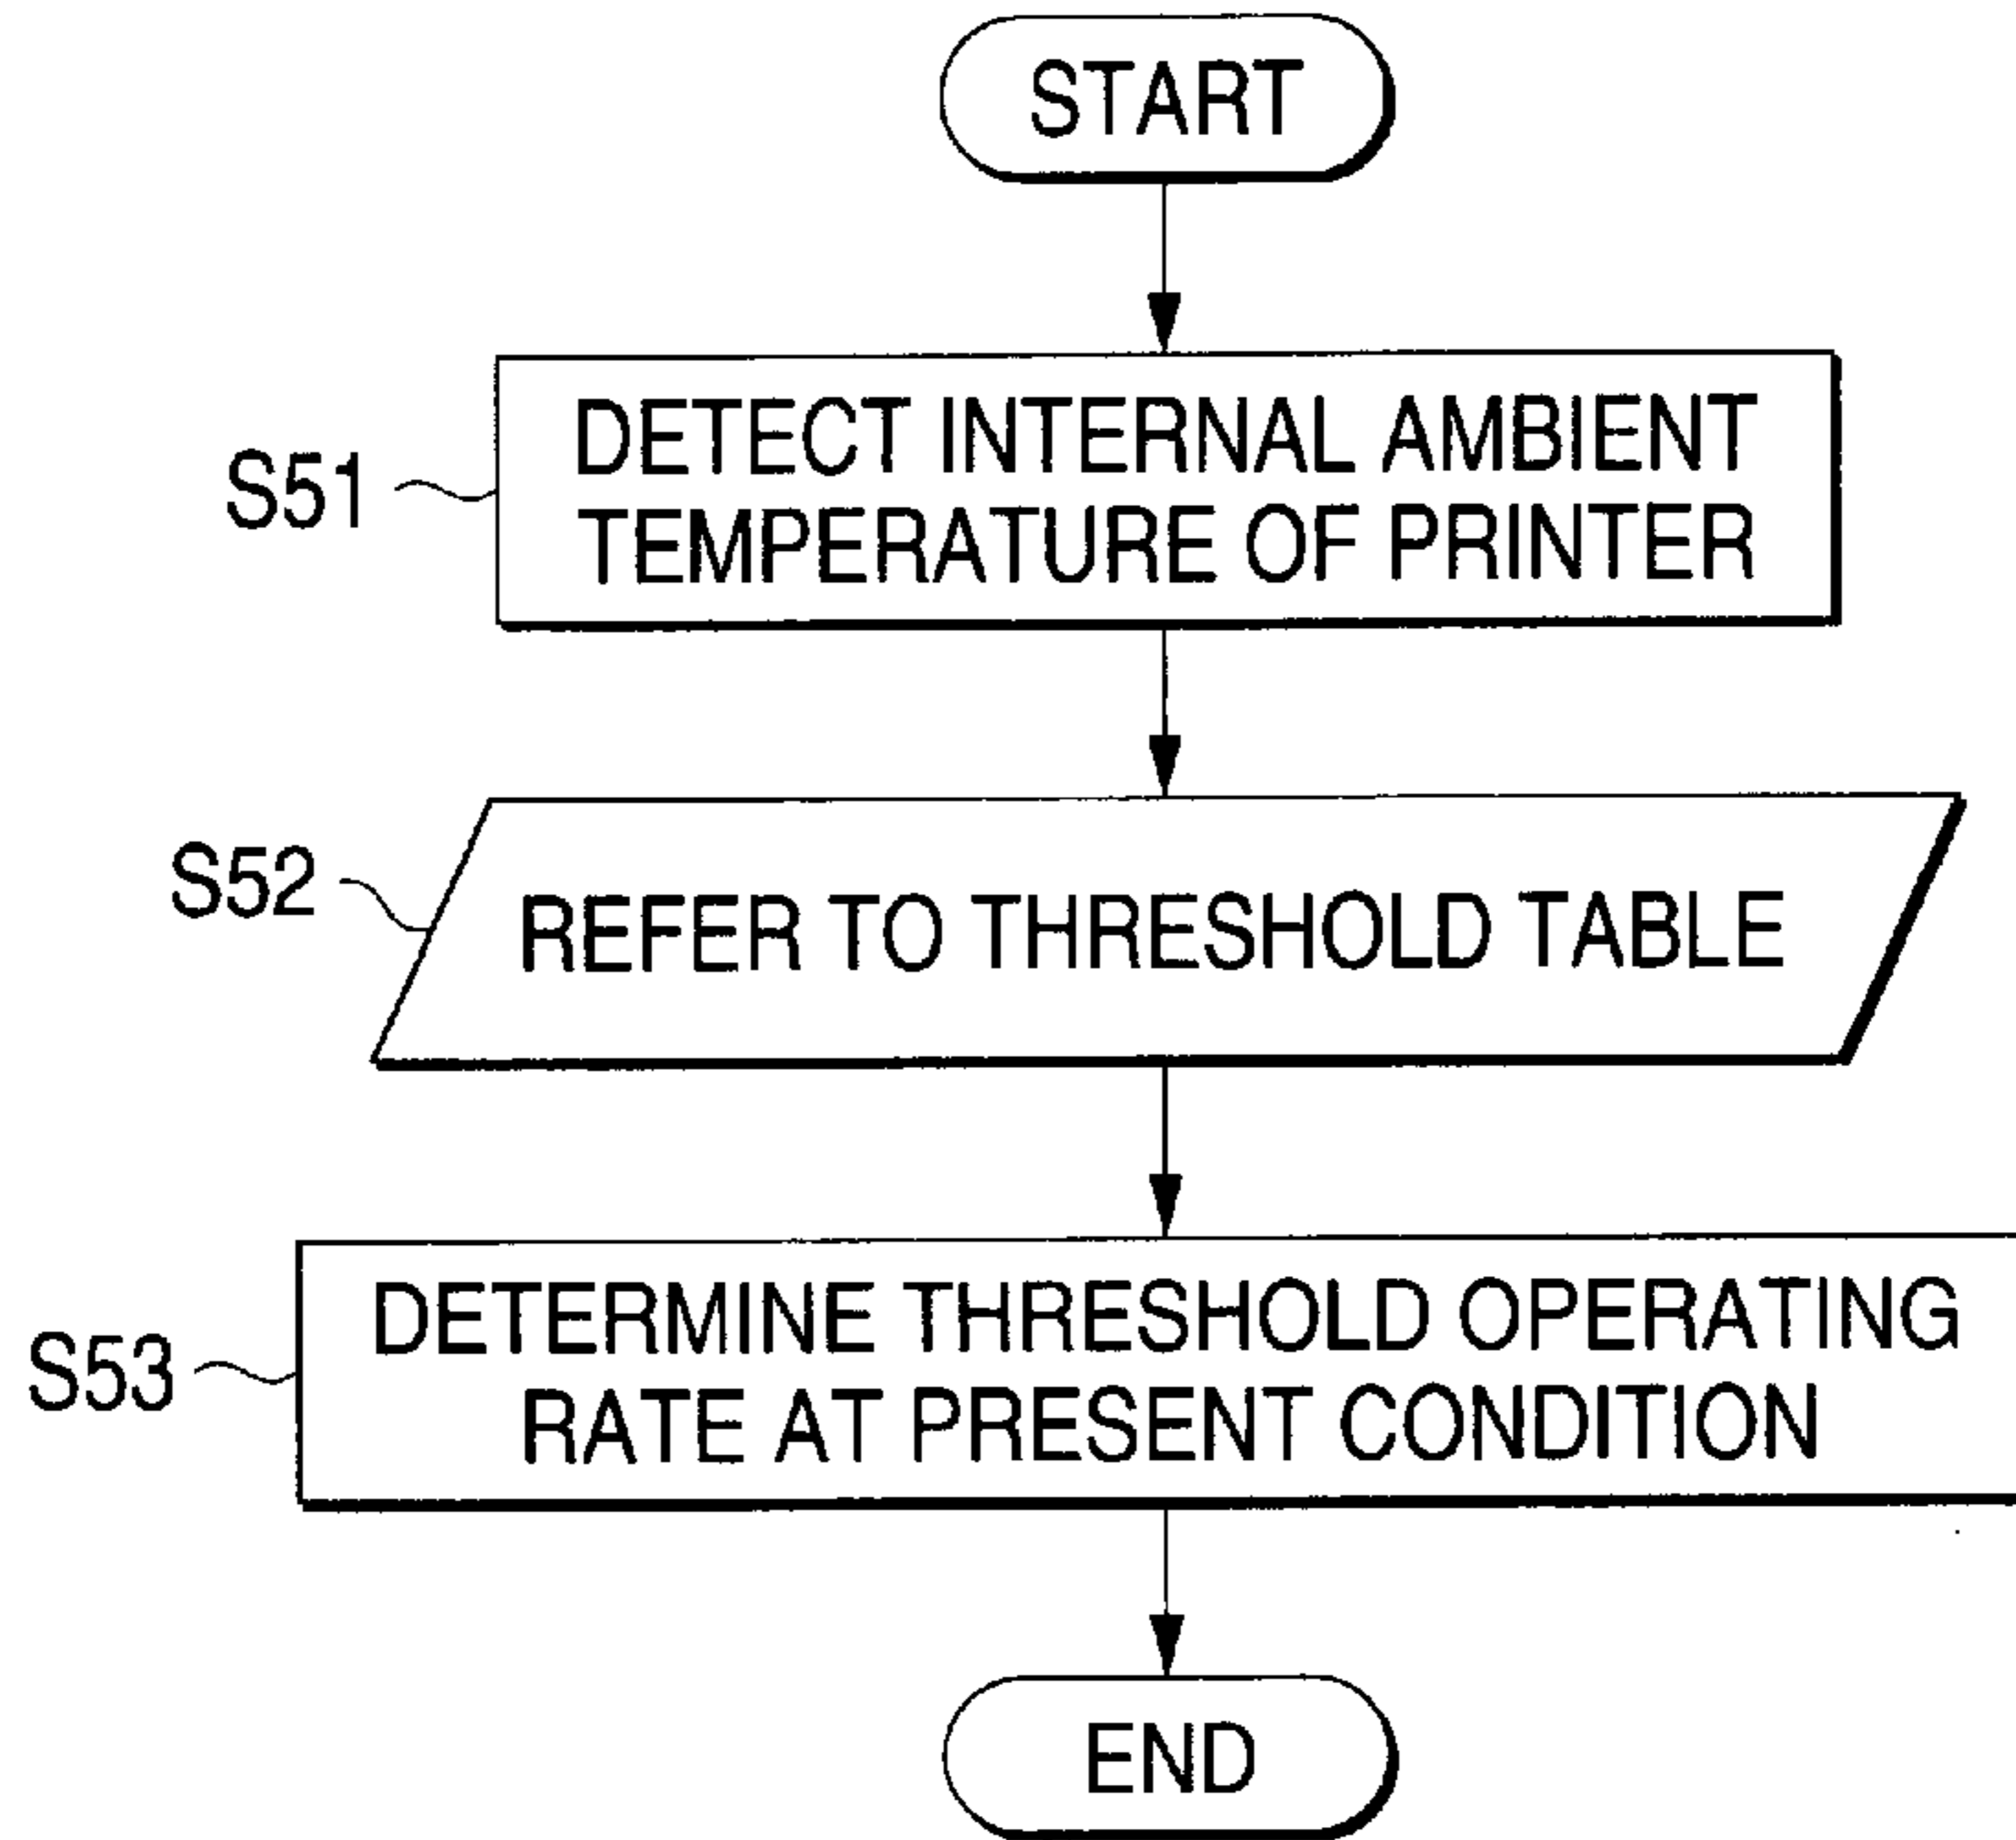 START
S51
DETECT INTERNAL AMBIENT
TEMPERATURE OF PRINTER
S52
REFER TO THRESHOLD TABLE
S53
DETERMINE THRESHOLD OPERATING
RATE AT PRESENT CONDITION
END